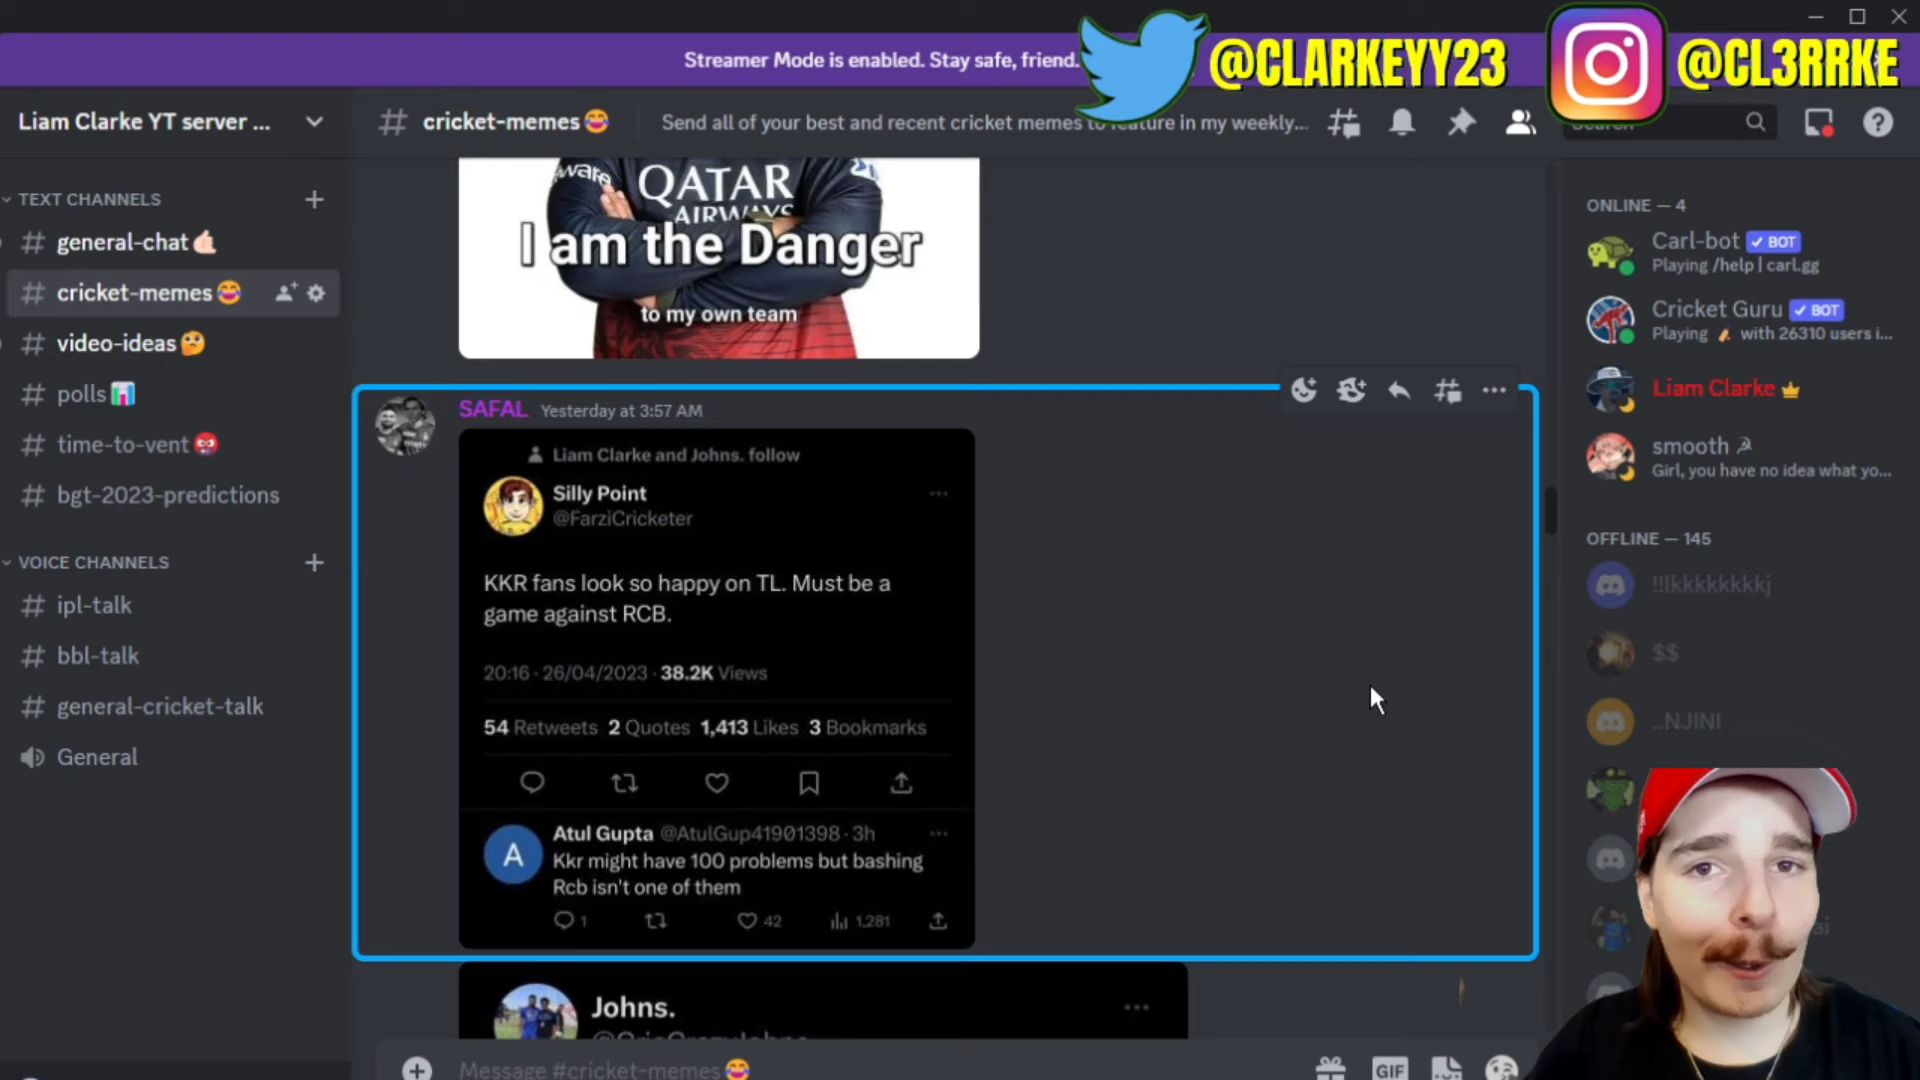 Streamer Mode is enabled. Stay safe, friend.
@CLARKEYY23
@CL3RRKE
Liam Clarke YT server ...
cricket-memes😂
Send all of your best and recent cricket memes to feature in my weekly...
TEXT CHANNELS
general-chat🤙🏻
cricket-memes😂
video-ideas🤔
polls📊
time-to-vent👹
bgt-2023-predictions
VOICE CHANNELS
ipl-talk
bbl-talk
general-cricket-talk
General
QATAR
AIRWAYS
I am the Danger
to my own team
SAFAL Yesterday at 3:57 AM
Liam Clarke and Johns. follow
Silly Point
@FarziCricketer
KKR fans look so happy on TL. Must be a
game against RCB.
20:16 · 26/04/2023 · 38.2K Views
54 Retweets 2 Quotes 1,413 Likes 3 Bookmarks
A
Atul Gupta @AtulGup41901398 · 3h
Kkr might have 100 problems but bashing
Rcb isn't one of them
1 42 1,281
Johns.
Message #cricket-memes😂
GIF
ONLINE — 4
Carl-bot ✓ BOT
Playing /help | carl.gg
Cricket Guru ✓ BOT
Playing 🏏 with 26310 users i...
Liam Clarke
smooth ☭
Girl, you have no idea what yo...
OFFLINE — 145
!!lkkkkkkkj
$$
..NJINI